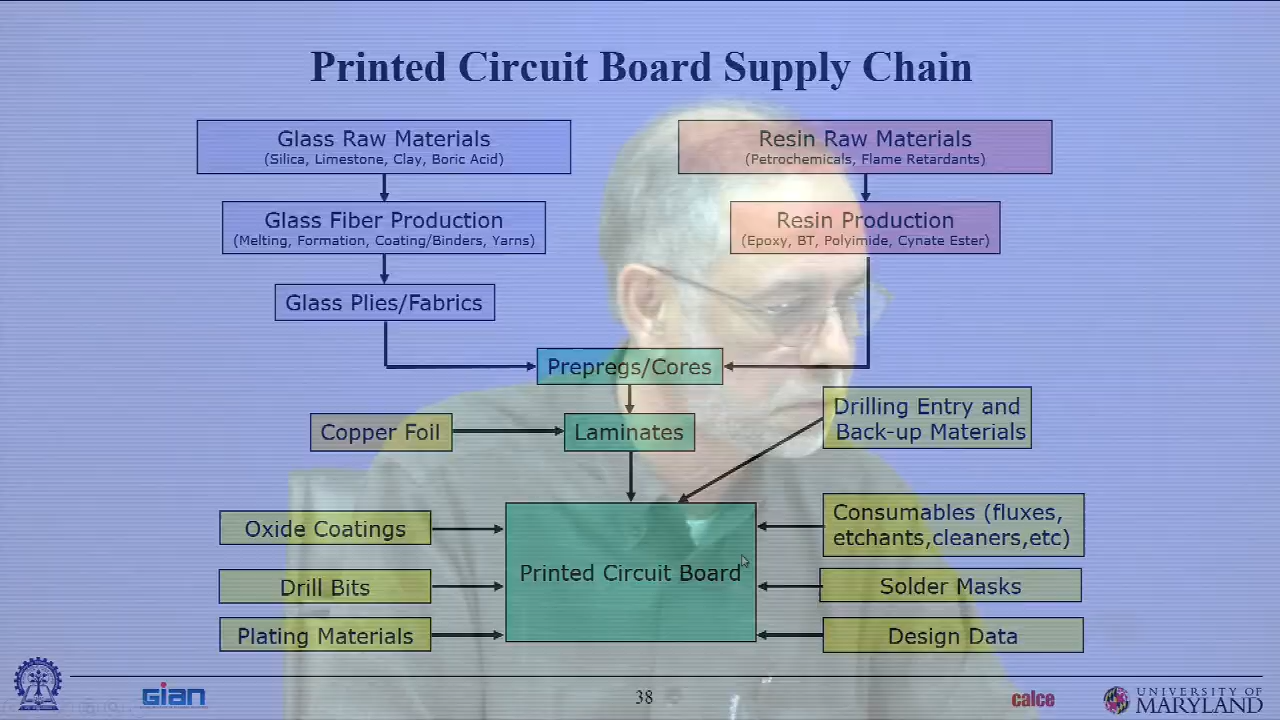 Printed Circuit Board Supply Chain
Glass Raw Materials
(Silica, Limestone, Clay, Boric Acid)
Resin Raw Materials
(Petrochemicals, Flame Retardants)
Glass Fiber Production
(Melting, Formation, Coating/Binders, Yarns)
Resin Production
(Epoxy, BT, Polyimide, Cynate Ester)
Glass Plies/Fabrics
Prepregs/Cores
Drilling Entry and
Back-up Materials
Copper Foil
Laminates
Oxide Coatings
Consumables (fluxes,
etchants,cleaners,etc)
Printed Circuit Board
Drill Bits
Solder Masks
Plating Materials
Design Data
gian
38
calce
UNIVERSITY OF
MARYLAND